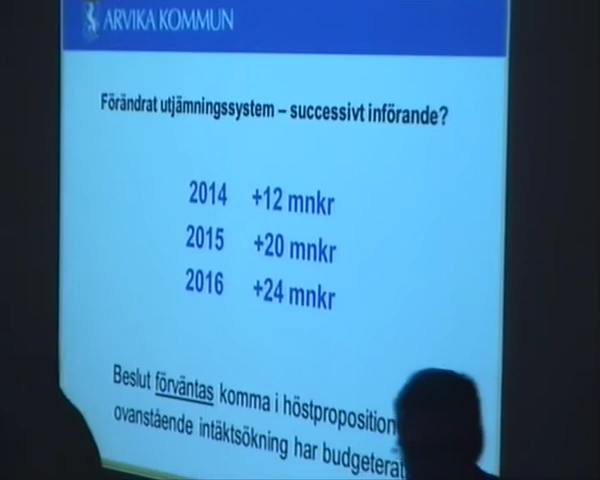 ARVIKA KOMMUN
Förändrat utjämningssystem – successivt införande?
2014 +12 mnkr
2015 +20 mnkr
2016 +24 mnkr
Beslut förväntas komma i höstproposition
ovanstående intäktsökning har budgeterat